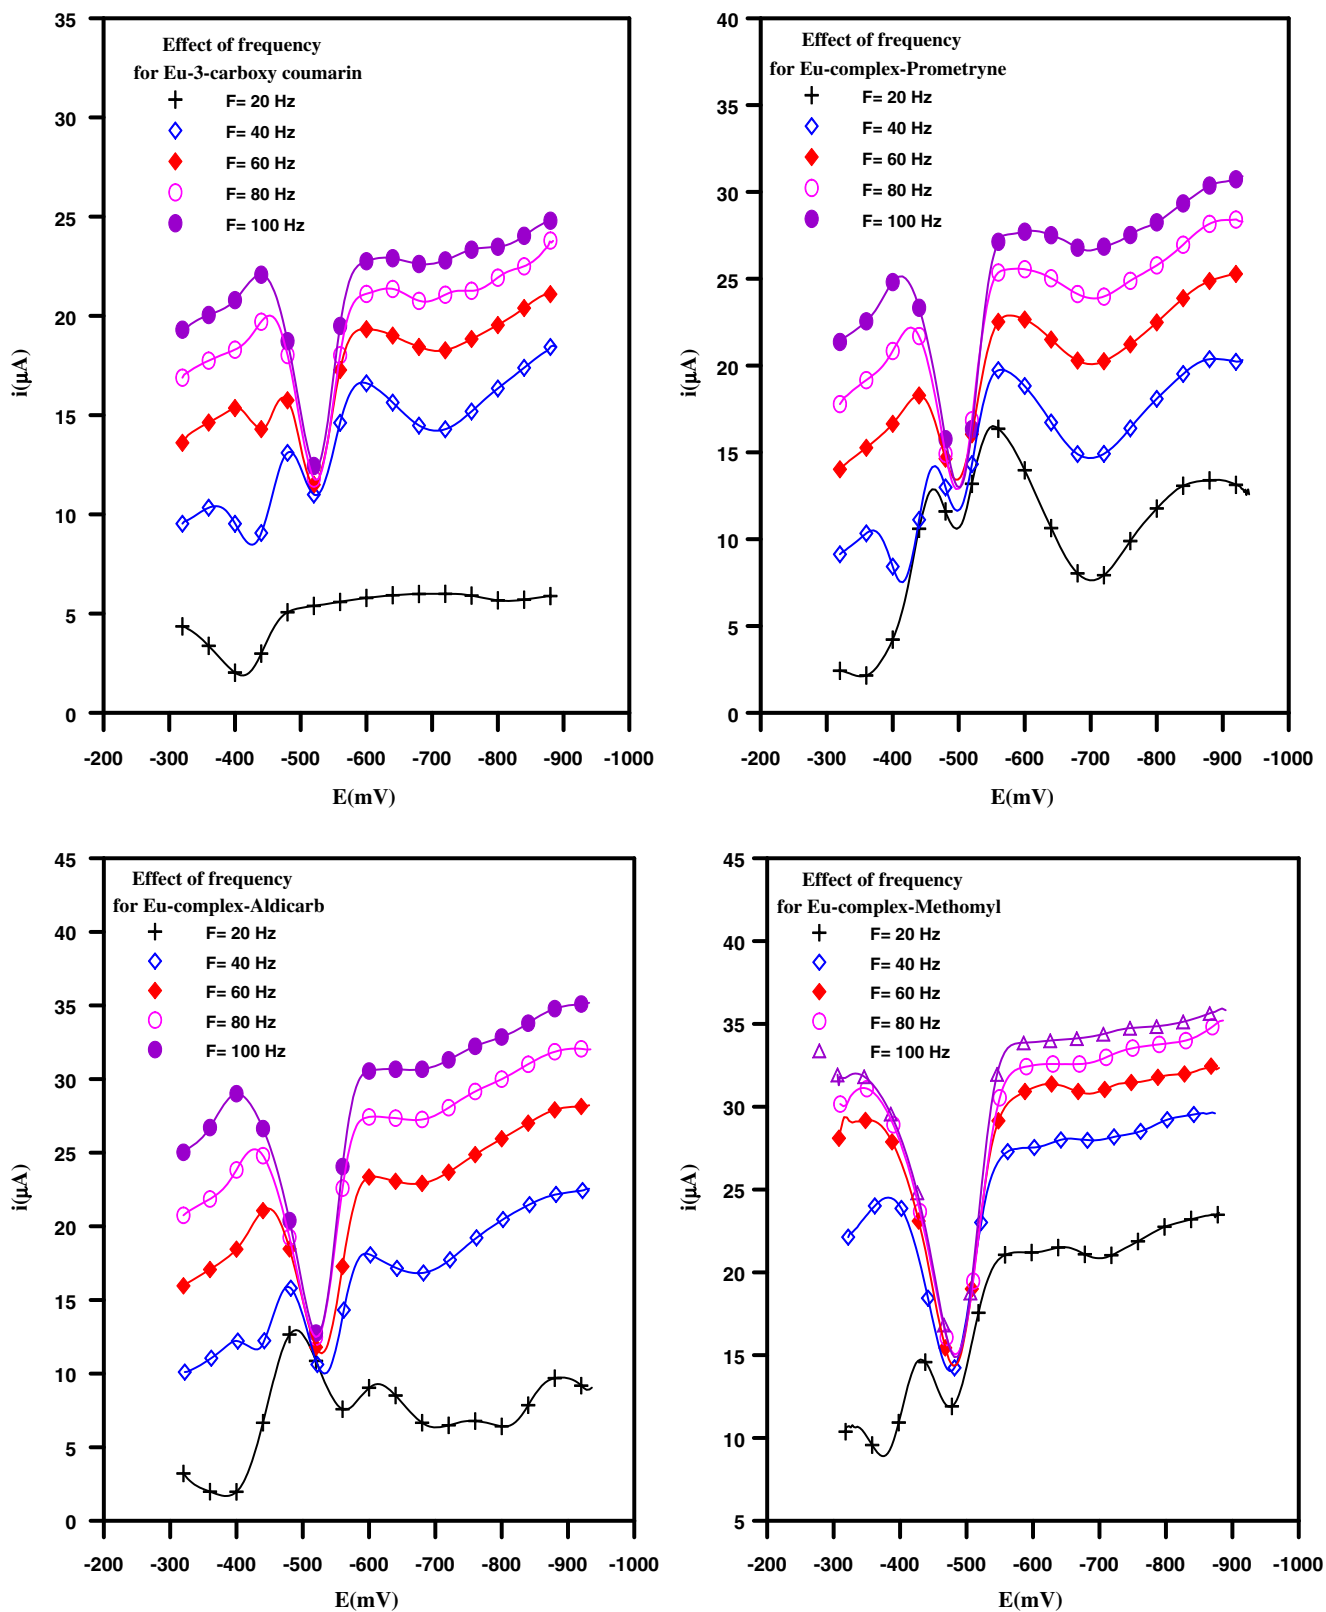 35
30
25
20
15
10
5
0
i(µA)
Effect of frequency
for Eu-3-carboxy coumarin
F= 20 Hz
F= 40 Hz
F= 60 Hz
F= 80 Hz
F= 100 Hz
-200 -300 -400 -500 -600 -700 -800 -900 -1000
E(mV)
40
35
30
25
20
15
10
5
0
i(µA)
Effect of frequency
for Eu-complex-Prometryne
F= 20 Hz
F= 40 Hz
F= 60 Hz
F= 80 Hz
F= 100 Hz
-200 -300 -400 -500 -600 -700 -800 -900 -1000
E(mV)
45
40
35
30
25
20
15
10
5
0
i(µA)
Effect of frequency
for Eu-complex-Aldicarb
F= 20 Hz
F= 40 Hz
F= 60 Hz
F= 80 Hz
F= 100 Hz
-200 -300 -400 -500 -600 -700 -800 -900 -1000
E(mV)
45
40
35
30
25
20
15
10
5
i(µA)
Effect of frequency
for Eu-complex-Methomyl
F= 20 Hz
F= 40 Hz
F= 60 Hz
F= 80 Hz
F= 100 Hz
-200 -300 -400 -500 -600 -700 -800 -900 -1000
E(mV)